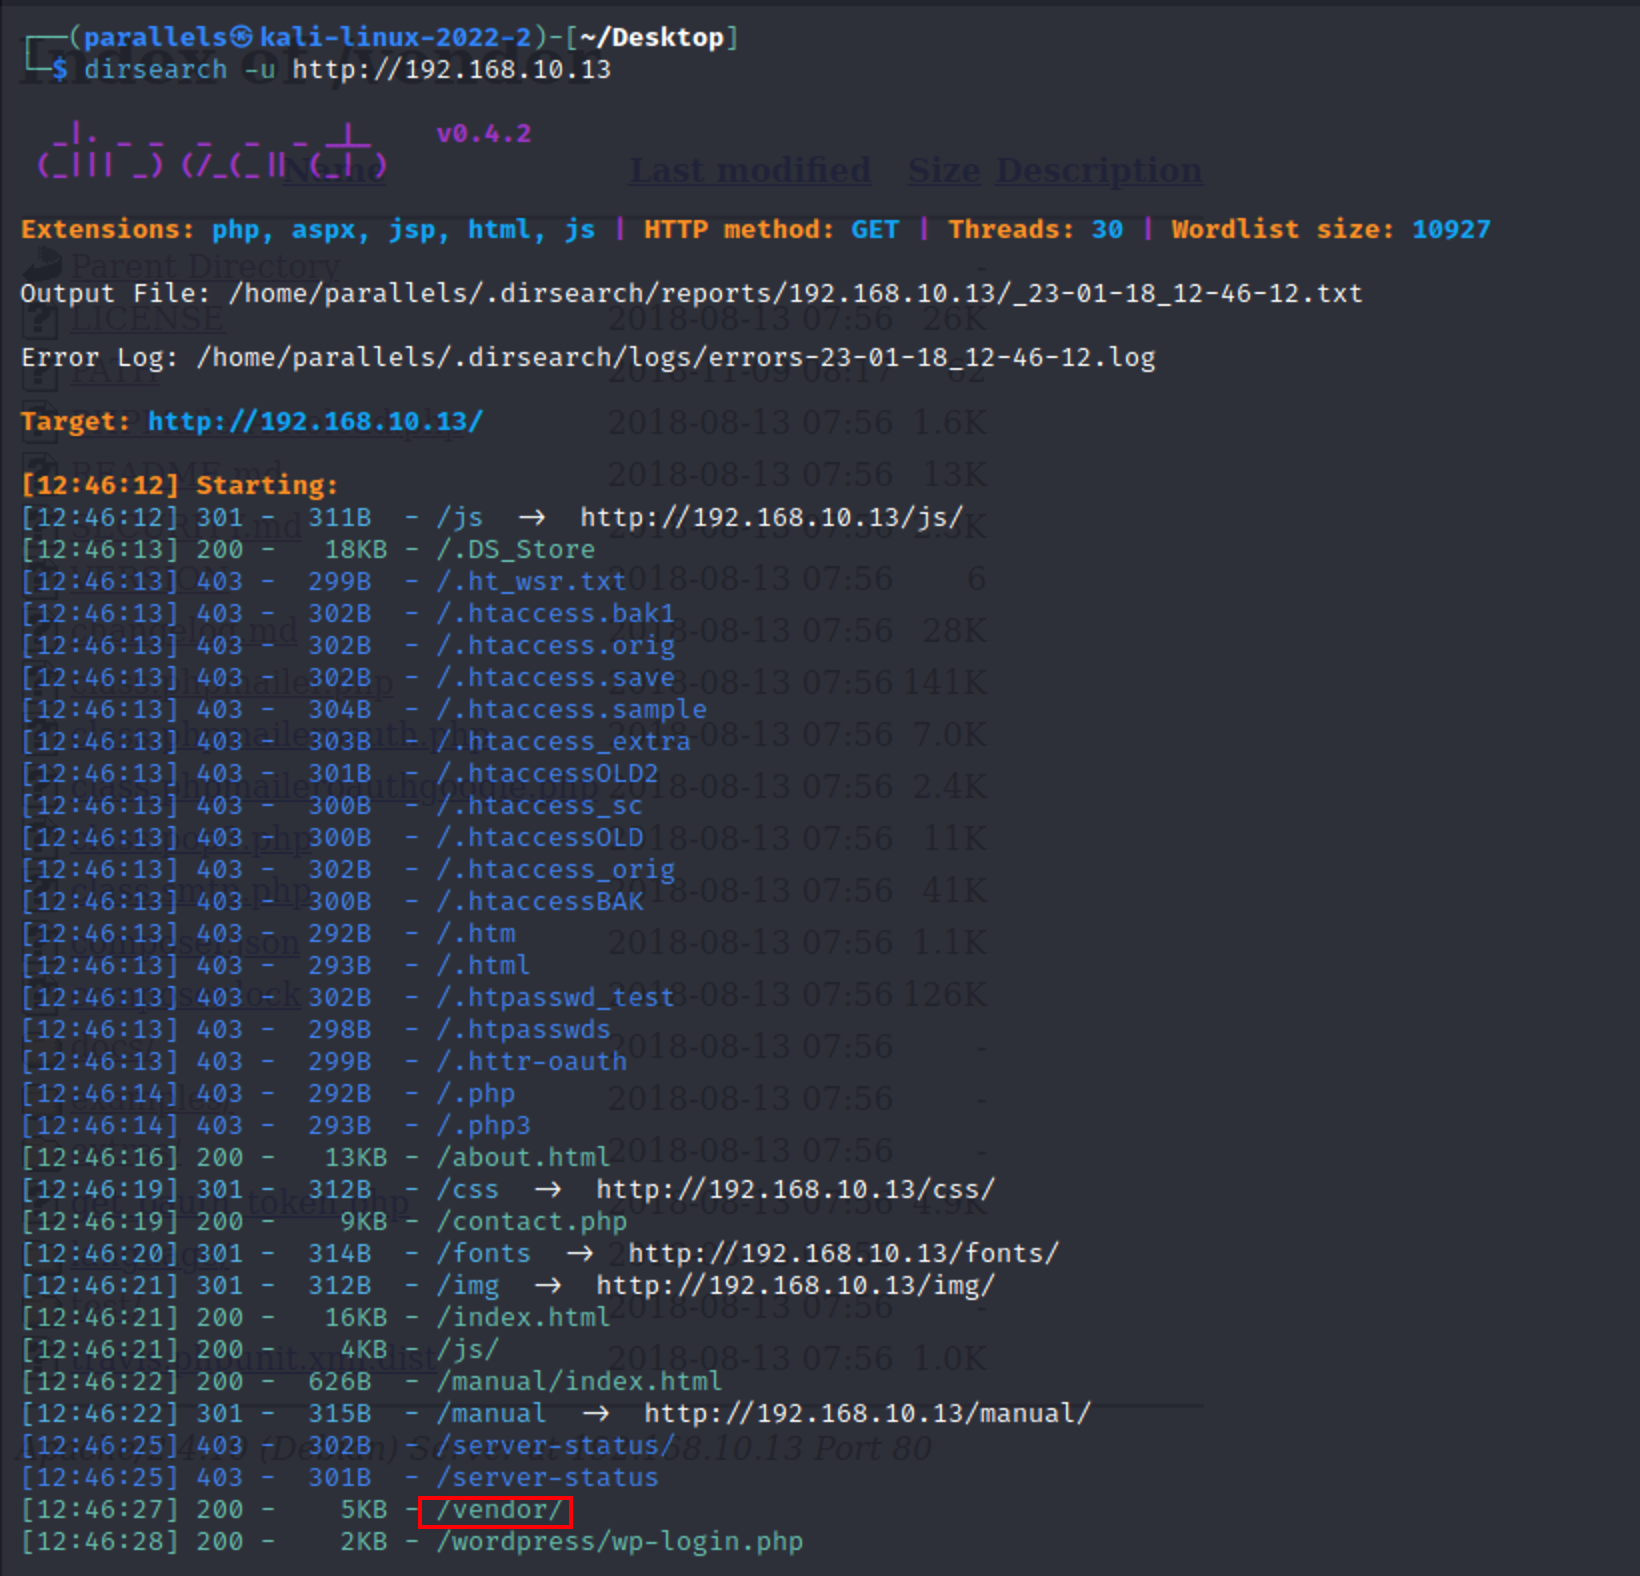 (parallels㉿kali-linux-2022-2)-[~/Desktop]
$ dirsearch -u http://192.168.10.13
v0.4.2
Extensions: php, aspx, jsp, html, js | HTTP method: GET | Threads: 30 | Wordlist size: 10927
Output File: /home/parallels/.dirsearch/reports/192.168.10.13/_23-01-18_12-46-12.txt
Error Log: /home/parallels/.dirsearch/logs/errors-23-01-18_12-46-12.log
Target: http://192.168.10.13/
[12:46:12] Starting:
[12:46:12] 301 - 311B - /js → http://192.168.10.13/js/
[12:46:13] 200 - 18KB - /.DS_Store
[12:46:13] 403 - 299B - /.ht_wsr.txt
[12:46:13] 403 - 302B - /.htaccess.bak1
[12:46:13] 403 - 302B - /.htaccess.orig
[12:46:13] 403 - 302B - /.htaccess.save
[12:46:13] 403 - 304B - /.htaccess.sample
[12:46:13] 403 - 303B - /.htaccess_extra
[12:46:13] 403 - 301B - /.htaccessOLD2
[12:46:13] 403 - 300B - /.htaccess_sc
[12:46:13] 403 - 300B - /.htaccessOLD
[12:46:13] 403 - 302B - /.htaccess_orig
[12:46:13] 403 - 300B - /.htaccessBAK
[12:46:13] 403 - 292B - /.htm
[12:46:13] 403 - 293B - /.html
[12:46:13] 403 - 302B - /.htpasswd_test
[12:46:13] 403 - 298B - /.htpasswds
[12:46:13] 403 - 299B - /.httr-oauth
[12:46:14] 403 - 292B - /.php
[12:46:14] 403 - 293B - /.php3
[12:46:16] 200 - 13KB - /about.html
[12:46:19] 301 - 312B - /css → http://192.168.10.13/css/
[12:46:19] 200 - 9KB - /contact.php
[12:46:20] 301 - 314B - /fonts → http://192.168.10.13/fonts/
[12:46:21] 301 - 312B - /img → http://192.168.10.13/img/
[12:46:21] 200 - 16KB - /index.html
[12:46:21] 200 - 4KB - /js/
[12:46:22] 200 - 626B - /manual/index.html
[12:46:22] 301 - 315B - /manual → http://192.168.10.13/manual/
[12:46:25] 403 - 302B - /server-status/
[12:46:25] 403 - 301B - /server-status
[12:46:27] 200 - 5KB - /vendor/
[12:46:28] 200 - 2KB - /wordpress/wp-login.php